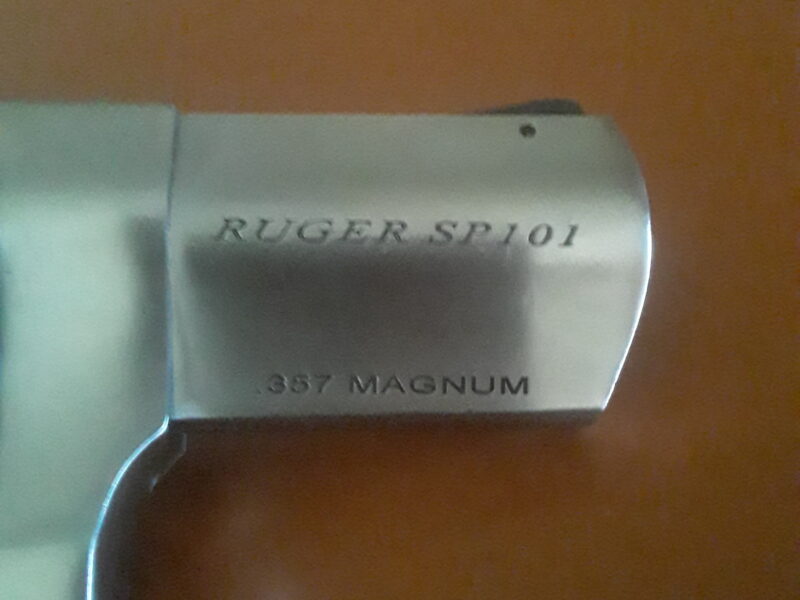 RUGER SP101
.357 MAGNUM